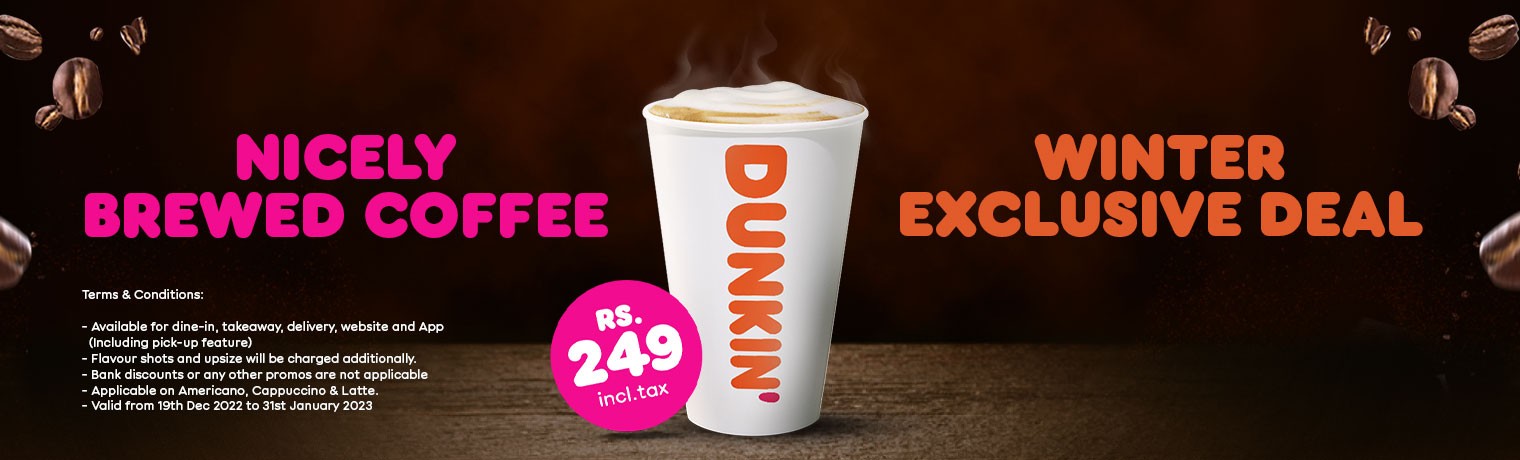 NICELY
BREWED COFFEE
Terms & Conditions:
- Available for dine-in, takeaway, delivery, website and App
(Including pick-up feature)
- Flavour shots and upsize will be charged additionally.
- Bank discounts or any other promos are not applicable
- Applicable on Americano, Cappuccino & Latte.
- Valid from 19th Dec 2022 to 31st January 2023
RS.
249
incl.tax
DUNKIN'
WINTER
EXCLUSIVE DEAL